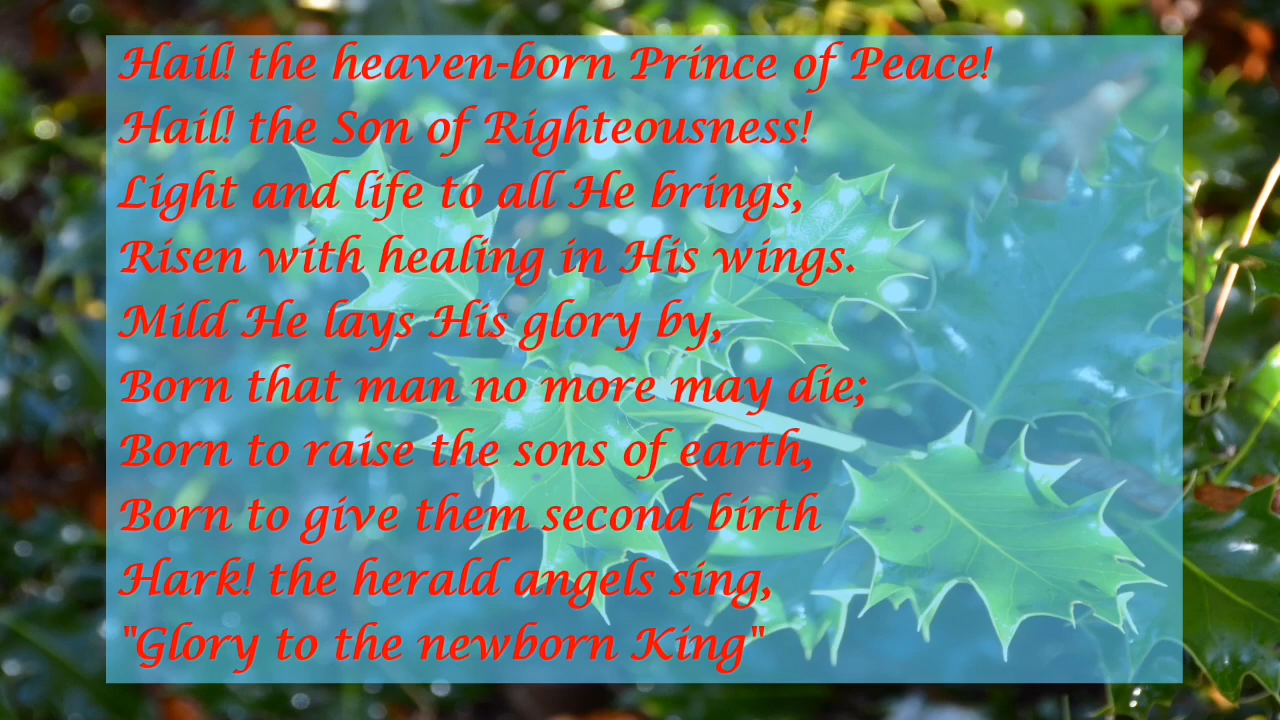 Hail! the heaven-born Prince of Peace!
Hail! the Son of Righteousness!
Light and life to all He brings,
Risen with healing in His wings.
Mild He lays His glory by,
Born that man no more may die;
Born to raise the sons of earth,
Born to give them second birth
Hark! the herald angels sing,
"Glory to the newborn King"